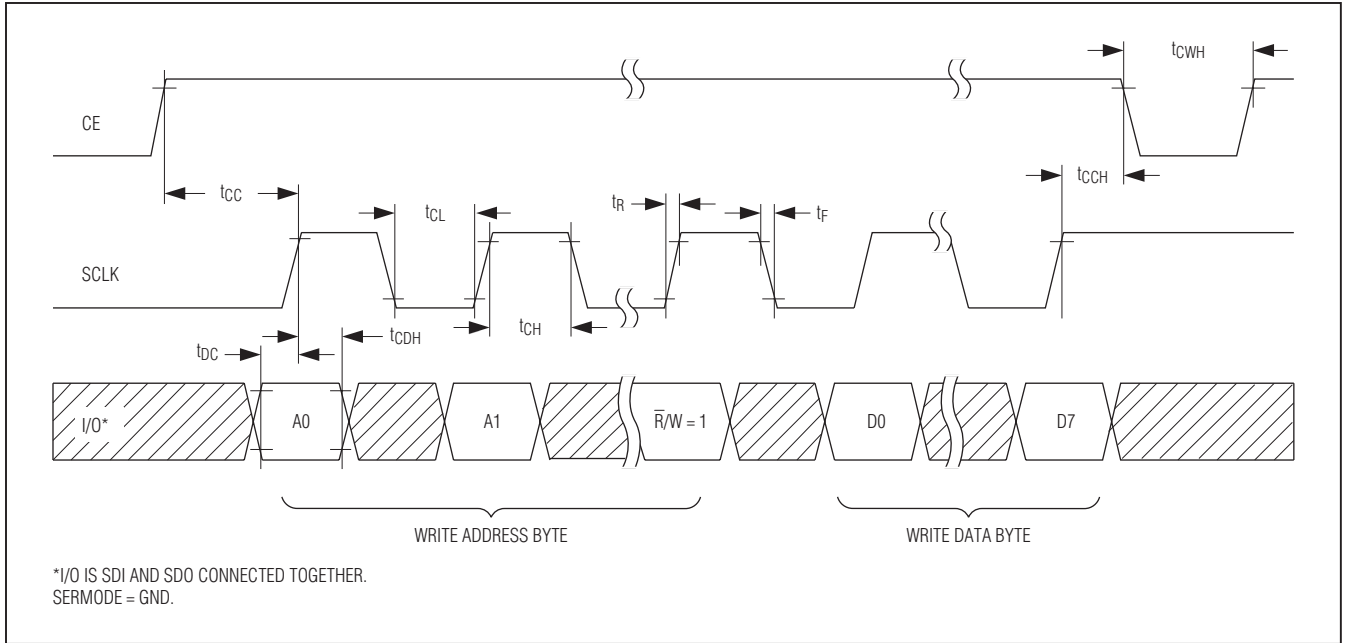 tCWH
CE
tCC
tCCH
tCL
tR
tF
SCLK
tCH
tCDH
tDC
I/O*
A0
A1
R̅/W = 1
D0
D7
WRITE ADDRESS BYTE
WRITE DATA BYTE
*I/O IS SDI AND SDO CONNECTED TOGETHER.
SERMODE = GND.